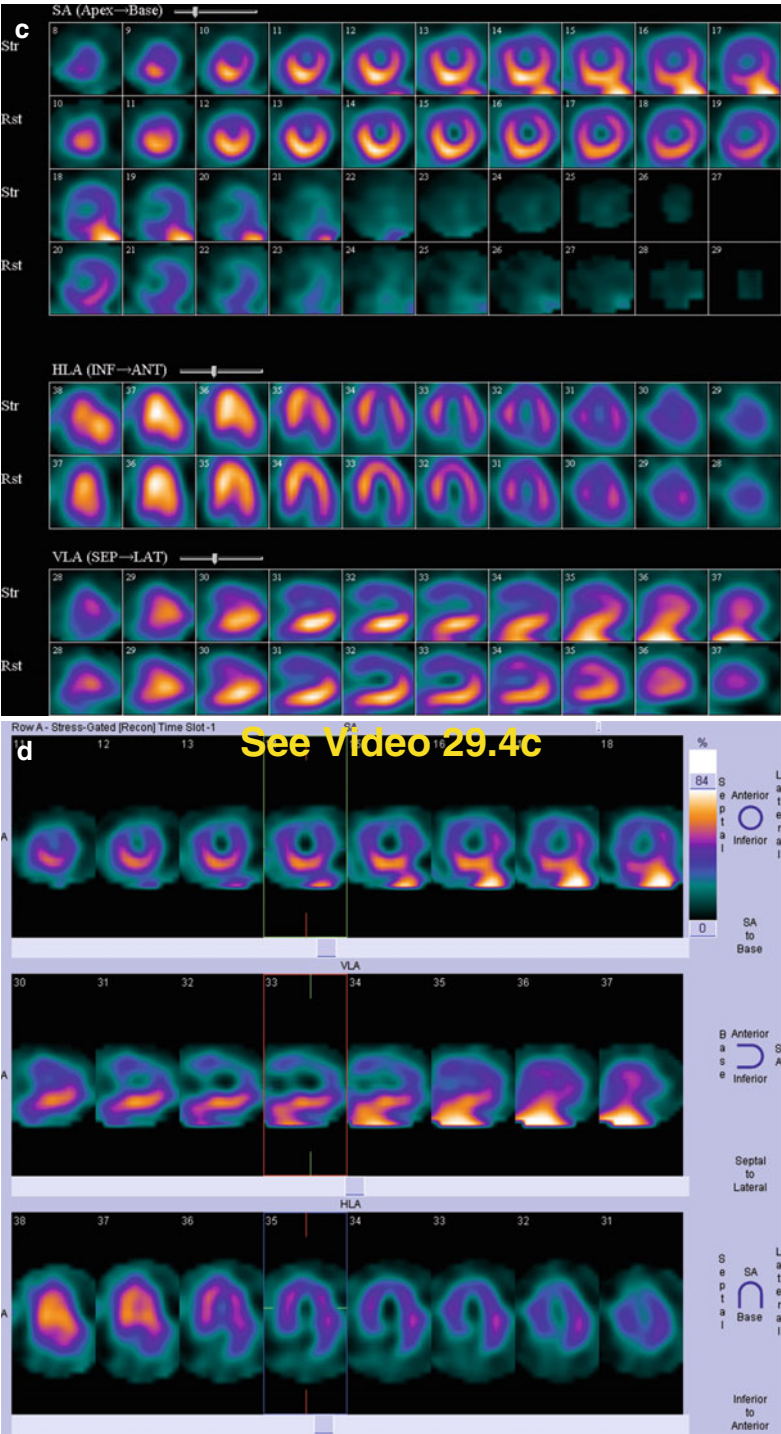 c
SA (Apex→Base)
Str
8 9 10 11 12 13 14 15 16 17
Rst
10 11 12 13 14 15 16 17 18 19
Str
18 19 20 21 22 23 24 25 26 27
Rst
20 21 22 23 24 25 26 27 28 29
HLA (INF→ANT)
Str
38 37 36 35 34 33 32 31 30 29
Rst
37 36 35 34 33 32 31 30 29 28
VLA (SEP→LAT)
Str
28 29 30 31 32 33 34 35 36 37
Rst
28 29 30 31 32 33 34 35 36 37
Row A - Stress-Gated [Recon] Time Slot -1
SA
See Video 29.4c
d
12 13 16 18
A
%
84
0
Septal
Anterior
Inferior
SA
to
Base
VLA
30 31 32 33 34 35 36 37
A
Base
Anterior
Inferior
SA
Septal
to
Lateral
HLA
38 37 36 35 34 33 32 31
A
Septal
SA
Base
Lateral
Inferior
to
Anterior